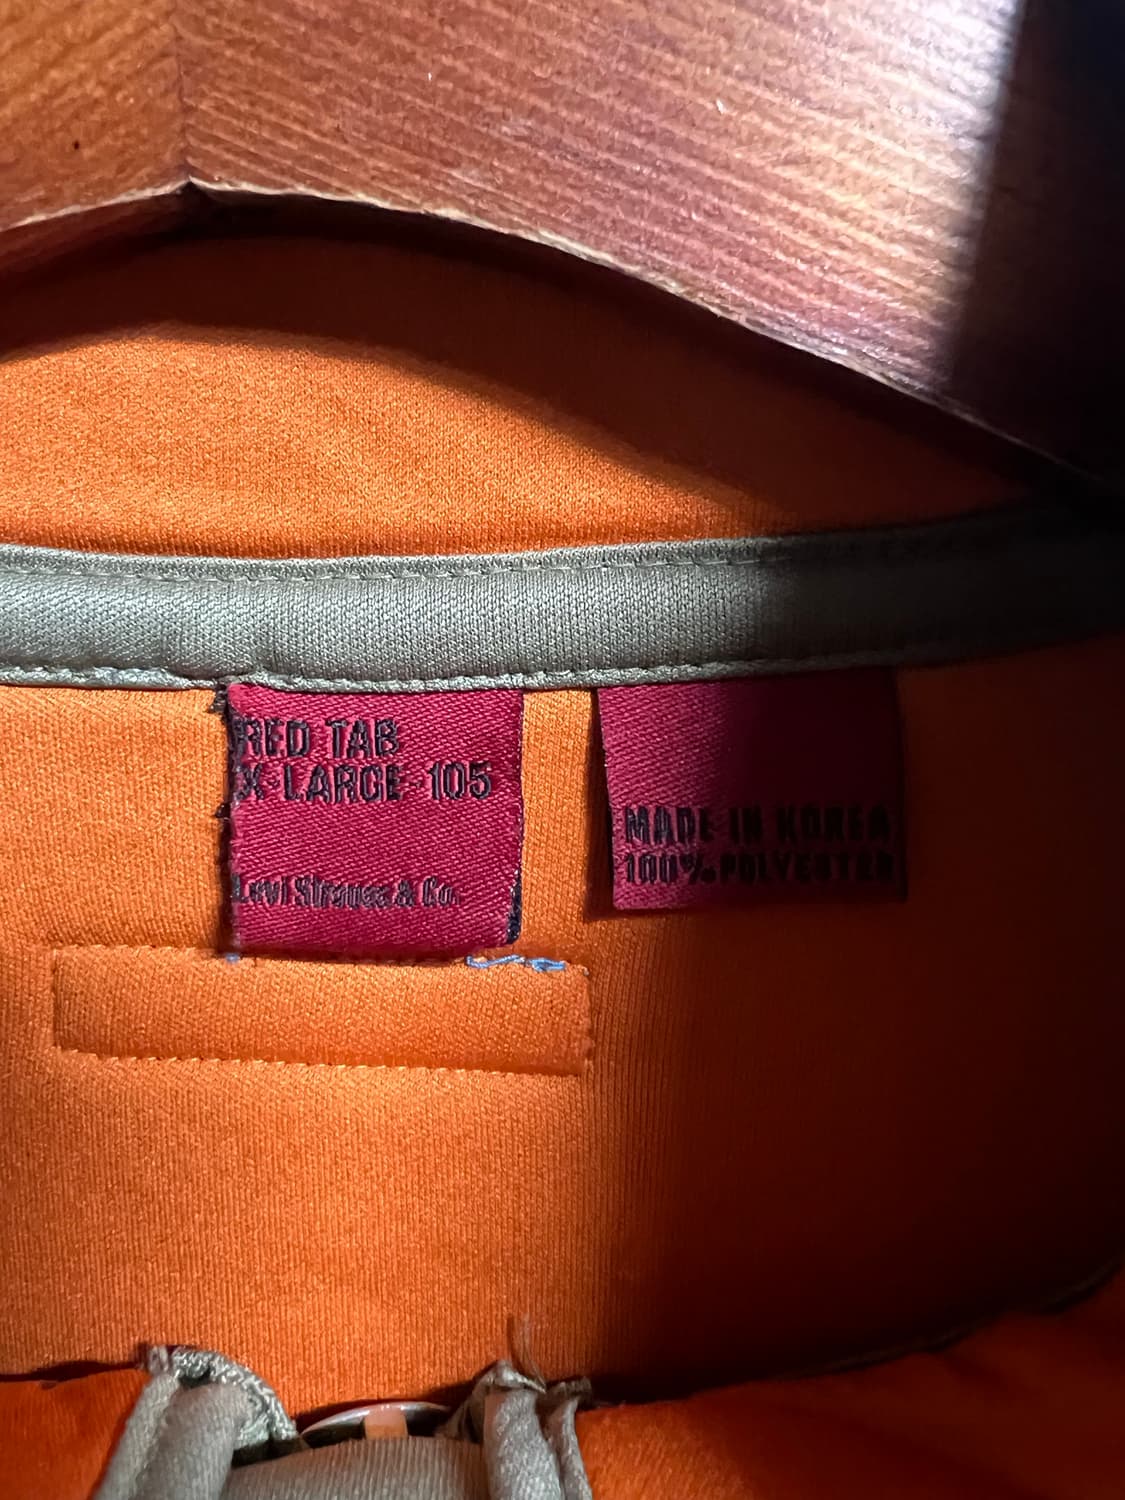 RED TAB
X-LARGE-105
Levi Strauss & Co.
MADE IN KOREA
100% POLYESTER